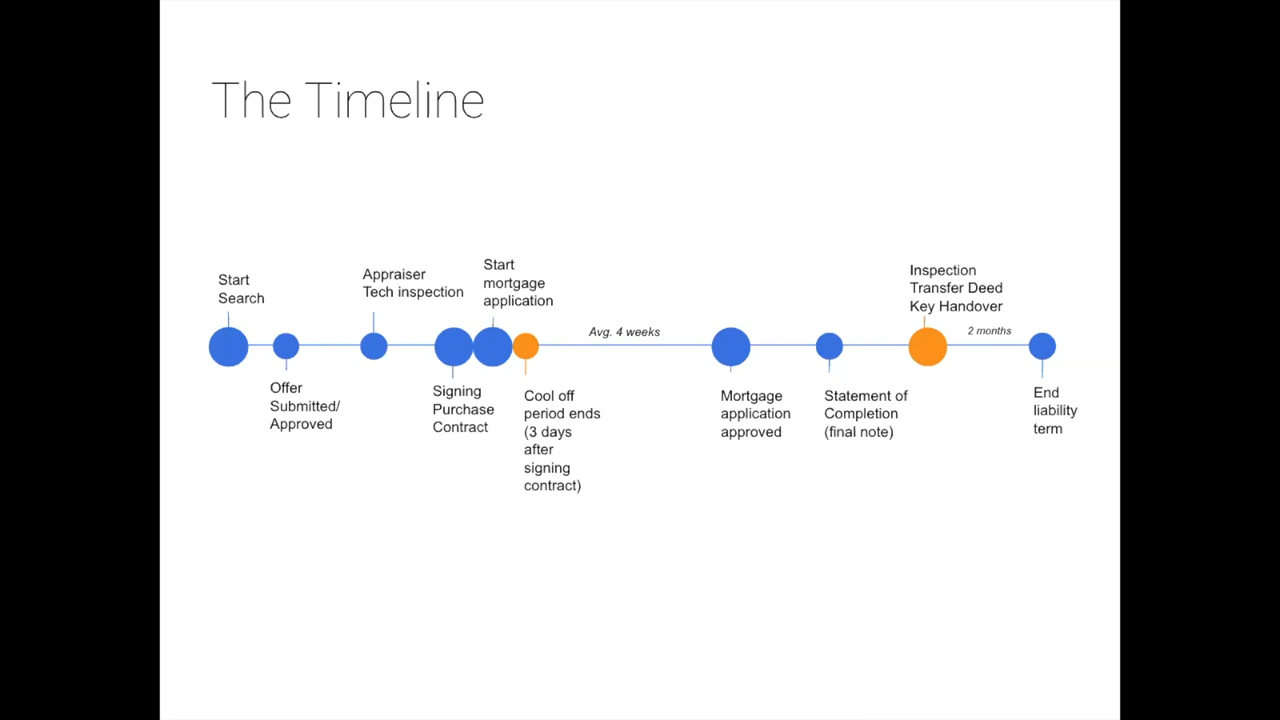 The Timeline
Start
Search
Offer
Submitted/
Approved
Appraiser
Tech inspection
Signing
Purchase
Contract
Start
mortgage
application
Cool off
period ends
(3 days
after
signing
contract)
Avg. 4 weeks
Mortgage
application
approved
Statement of
Completion
(final note)
Inspection
Transfer Deed
Key Handover
2 months
End
liability
term